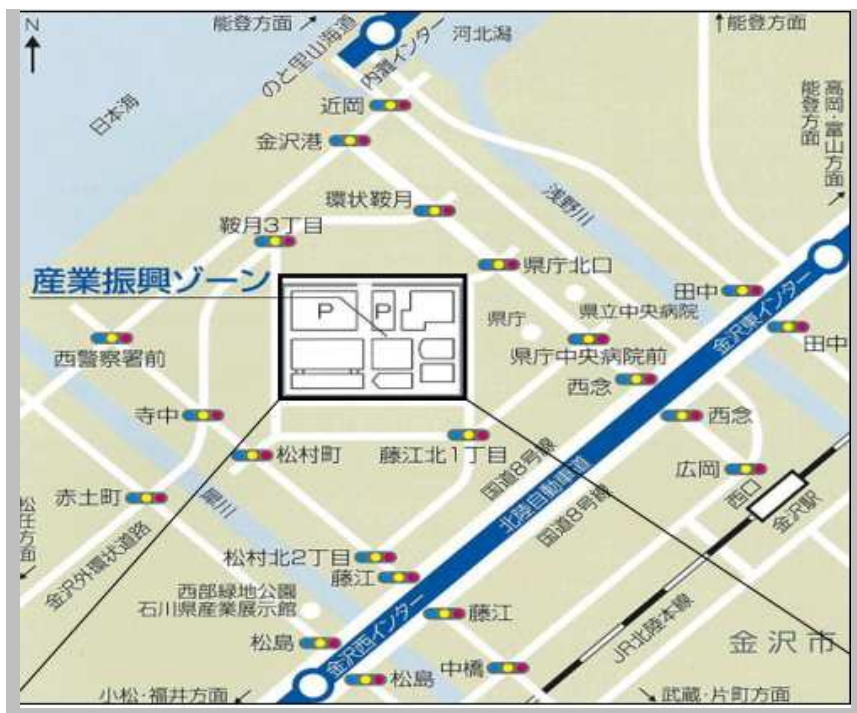 N
能登方面
のと里山海道
内灘インター
河北潟
能登方面
日本海
近岡
金沢港
高岡・富山方面
能登方面
環状鞍月
浅野川
鞍月3丁目
産業振興ゾーン
県庁北口
田中
県立中央病院
P
P
県庁
金沢東インター
田中
西警察署前
県庁中央病院前
西念
寺中
西念
松村町
藤江北1丁目
国道8号線
北陸自動車道
国道8号線
広岡
西口
金沢駅
赤土町
犀川
松任方面
金沢外環状道路
松村北2丁目
藤江
西部緑地公園
石川県産業展示館
藤江
松島
金沢西インター
JR北陸本線
金沢市
松島
中橋
小松・福井方面
武蔵・片町方面